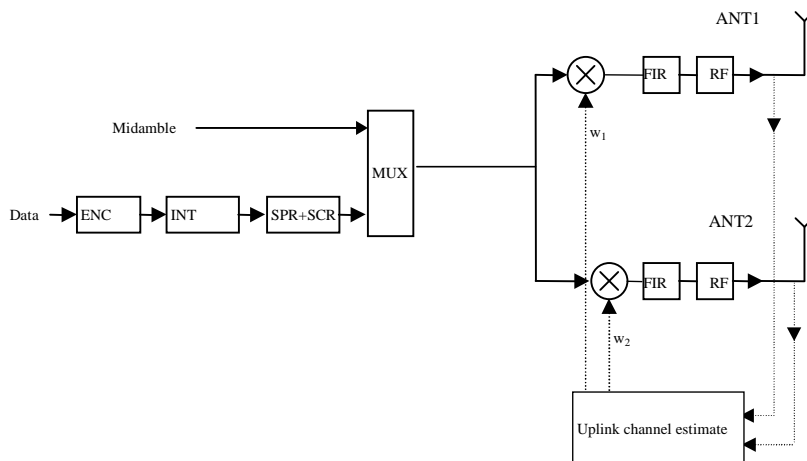 ANT1
FIR
RF
Midamble
w1
MUX
Data
ENC
INT
SPR+SCR
ANT2
FIR
RF
w2
Uplink channel estimate